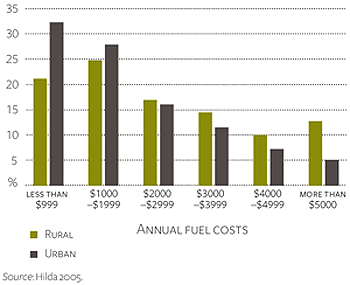 35
30
25
20
15
10
5
%
LESS THAN $1000 $2000 $3000 $4000 MORE THAN
$999 –$1999 –$2999 –$3999 –$4999 $5000
ANNUAL FUEL COSTS
RURAL
URBAN
Source: Hilda 2005.